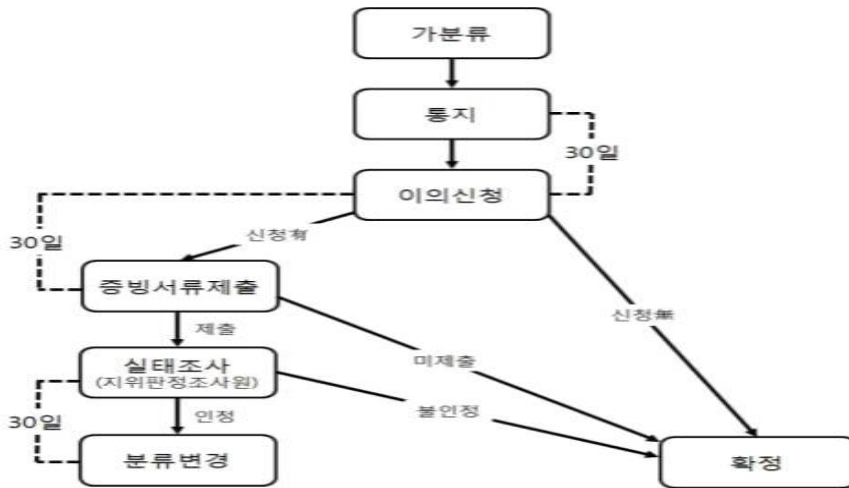 가분류
통지
30일
이의신청
신청有
30일
증빙서류제출
신청無
제출
미제출
실태조사
(지위판정조사원)
불인정
인정
30일
분류변경
확정